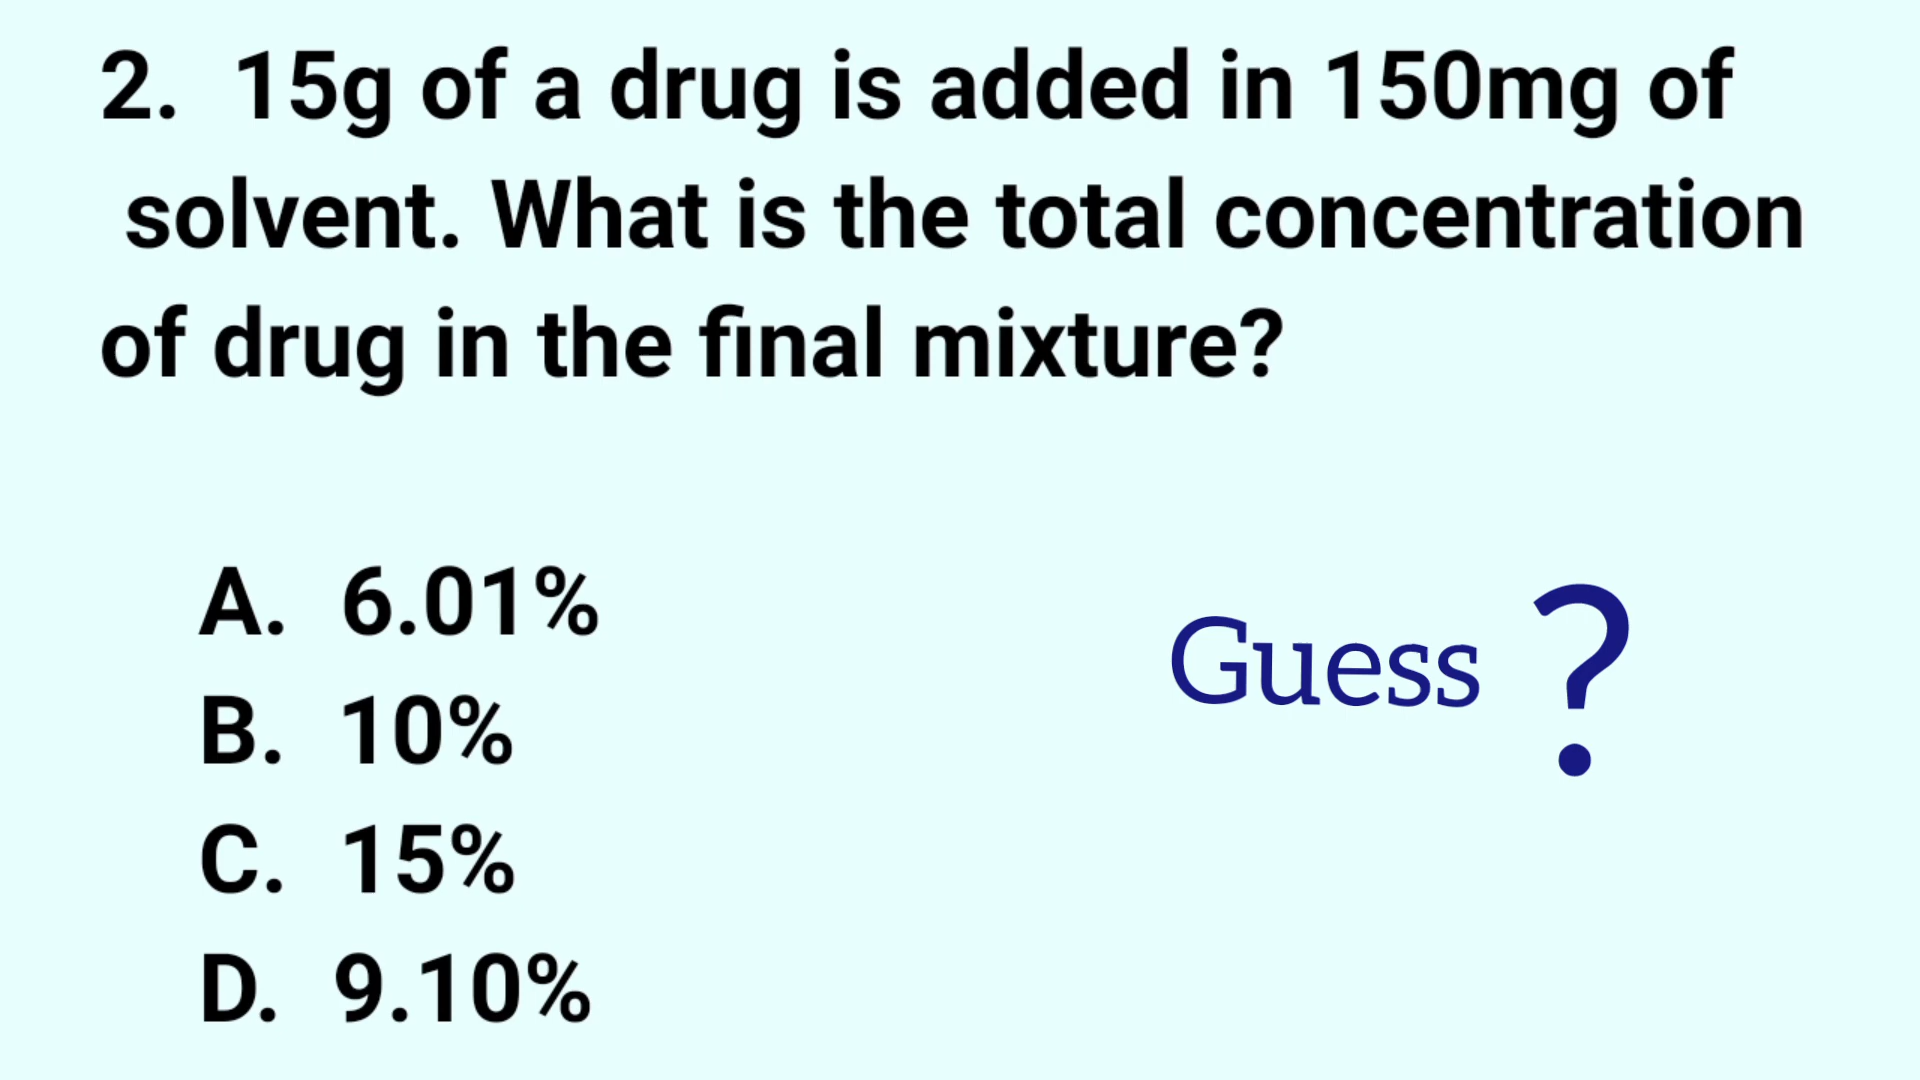 2. 15g of a drug is added in 150mg of
solvent. What is the total concentration
of drug in the final mixture?
A. 6.01%
B. 10%
C. 15%
D. 9.10%
Guess ?